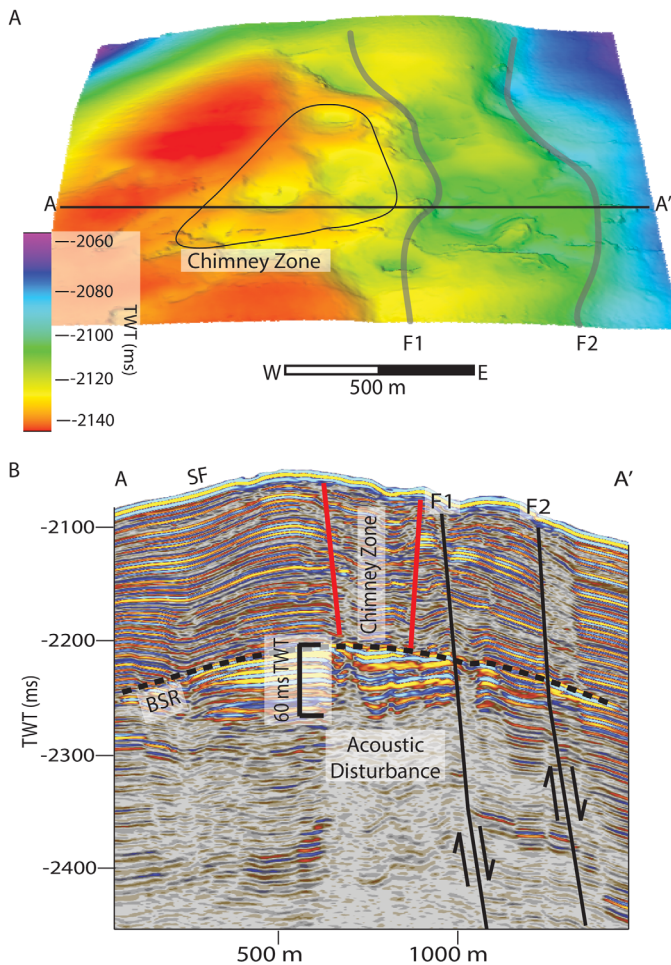 A
A
A'
Chimney Zone
-2060
-2080
-2100
-2120
-2140
TWT (ms)
F1
F2
W
E
500 m
B
A
SF
A'
F1
F2
-2100
-2200
-2300
-2400
TWT (ms)
Chimney Zone
60 ms TWT
BSR
Acoustic
Disturbance
500 m
1000 m